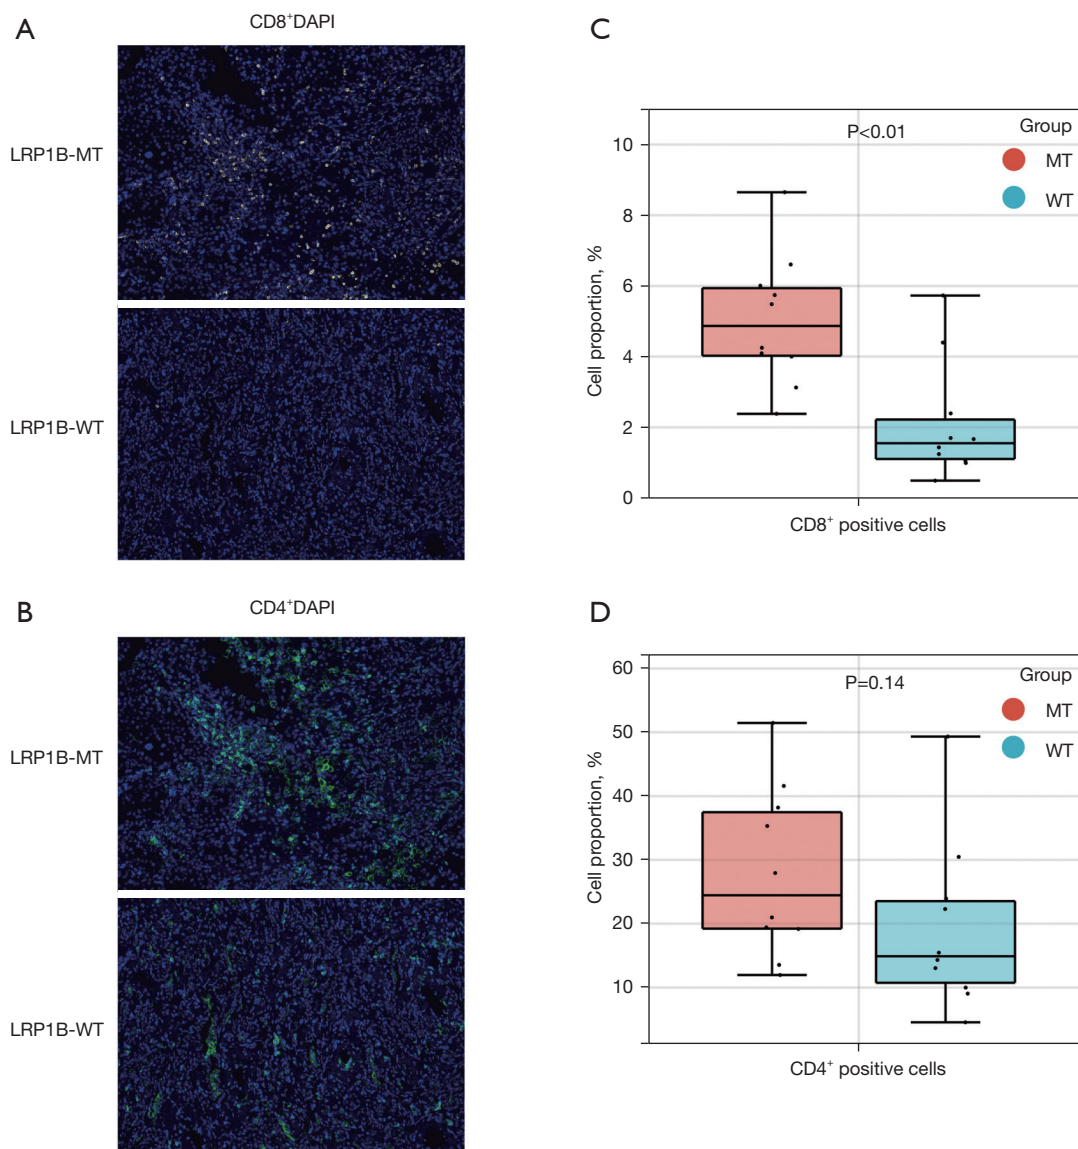 A
CD8⁺DAPI
LRP1B-MT
LRP1B-WT
B
CD4⁺DAPI
LRP1B-MT
LRP1B-WT
C
P<0.01
Group
MT
WT
Cell proportion, %
10
8
6
4
2
0
CD8⁺ positive cells
D
P=0.14
Group
MT
WT
Cell proportion, %
60
50
40
30
20
10
CD4⁺ positive cells